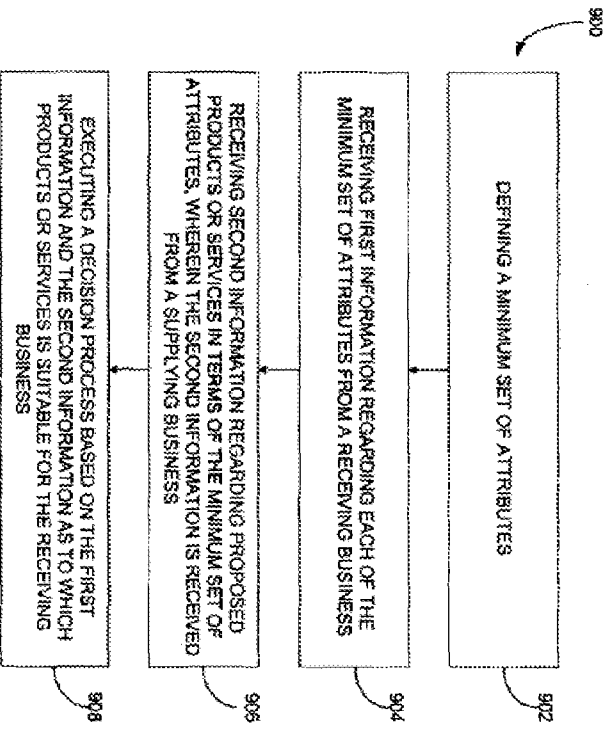 900
DEFINING A MINIMUM SET OF ATTRIBUTES
902
RECEIVING FIRST INFORMATION REGARDING EACH OF THE
MINIMUM SET OF ATTRIBUTES FROM A RECEIVING BUSINESS
904
RECEIVING SECOND INFORMATION REGARDING PROPOSED
PRODUCTS OR SERVICES IN TERMS OF THE MINIMUM SET OF
ATTRIBUTES, WHEREIN THE SECOND INFORMATION IS RECEIVED
FROM A SUPPLYING BUSINESS
906
EXECUTING A DECISION PROCESS BASED ON THE FIRST
INFORMATION AND THE SECOND INFORMATION AS TO WHICH
PRODUCTS OR SERVICES IS SUITABLE FOR THE RECEIVING
BUSINESS
908